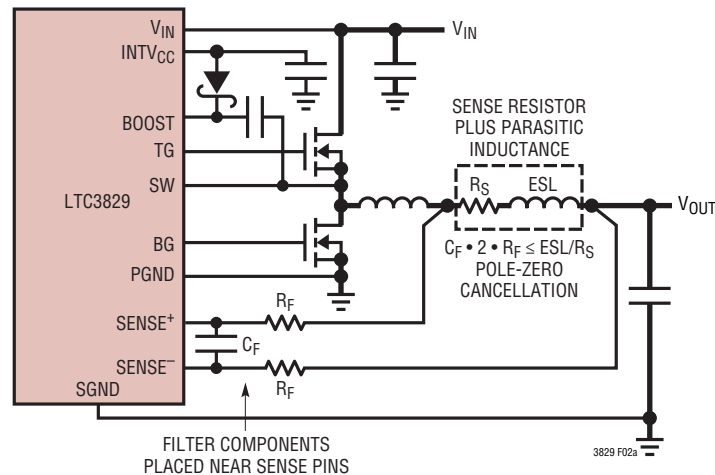 V_IN
INTV_CC
BOOST
TG
SW
LTC3829
BG
PGND
SENSE+
SENSE–
SGND
V_IN
SENSE RESISTOR
PLUS PARASITIC
INDUCTANCE
R_S
ESL
V_OUT
C_F • 2 • R_F ≤ ESL/R_S
POLE-ZERO
CANCELLATION
R_F
C_F
R_F
FILTER COMPONENTS
PLACED NEAR SENSE PINS
3829 F02a